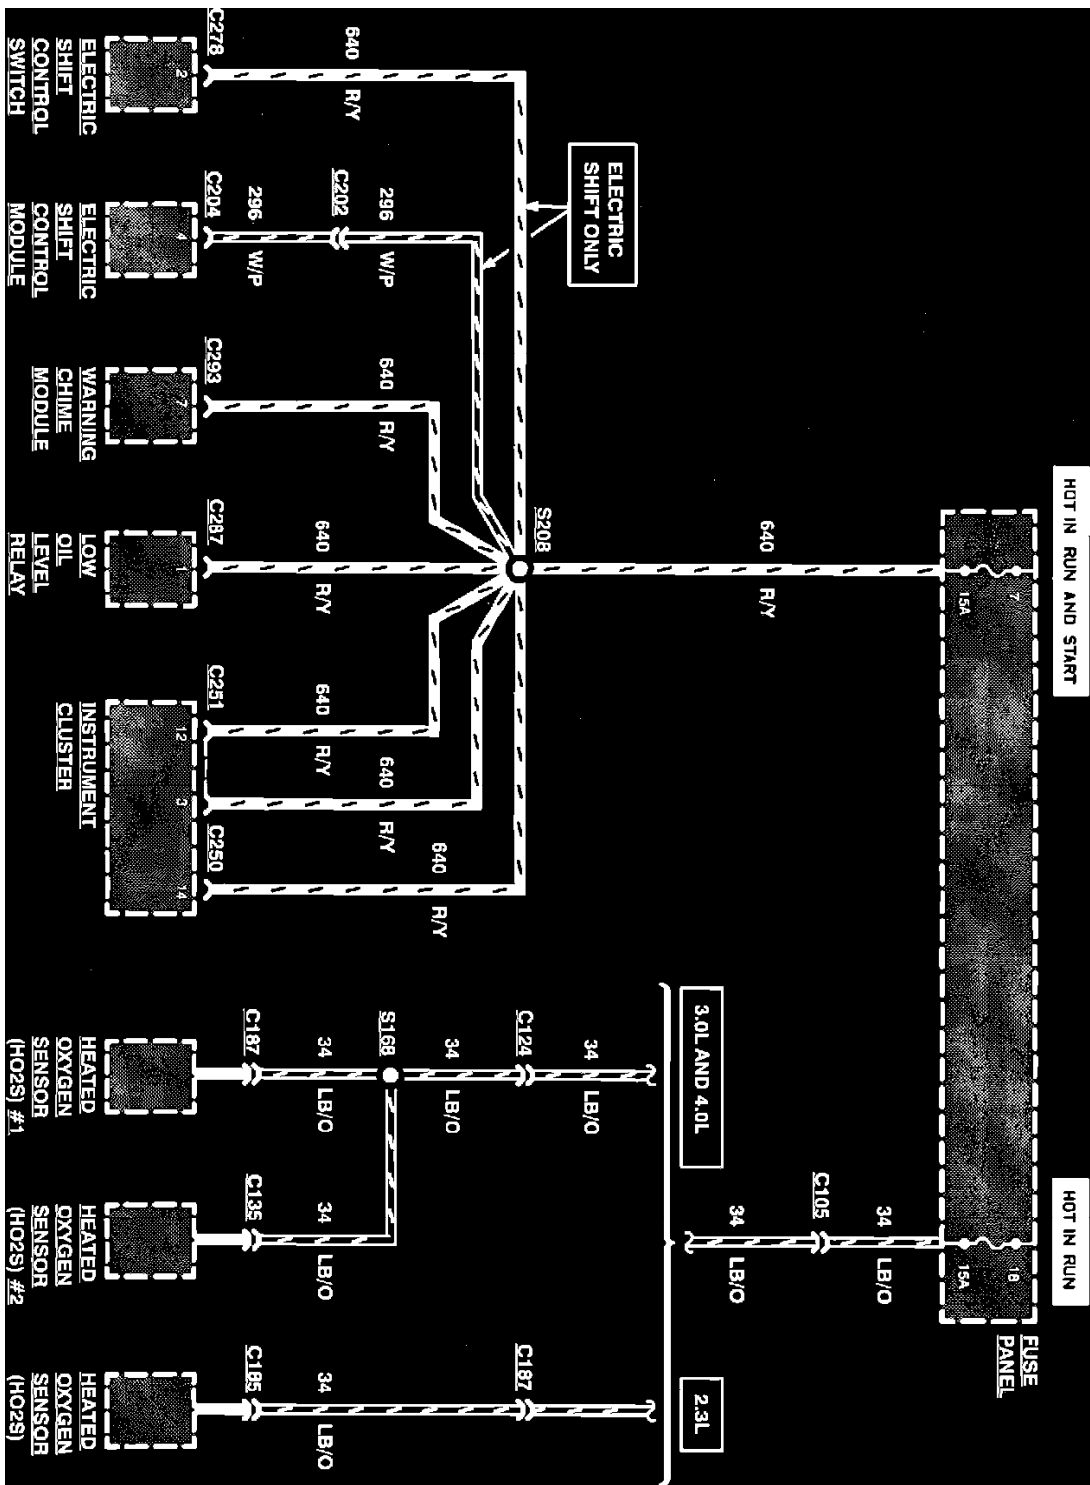 HOT IN RUN AND START
HOT IN RUN
FUSE
PANEL
7
15A
18
15A
34
LB/O
C105
640
R/Y
34
LB/O
3.0L AND 4.0L
2.3L
ELECTRIC
SHIFT ONLY
S208
34
LB/O
C124
C187
640
R/Y
34
LB/O
296
W/P
640
R/Y
640
R/Y
S168
640
R/Y
C202
640
R/Y
640
R/Y
34
LB/O
34
LB/O
34
LB/O
296
W/P
C187
C135
C185
C278
C204
C293
C287
C251
C250
2
4
7
1
12
3
14
ELECTRIC
SHIFT
CONTROL
SWITCH
ELECTRIC
SHIFT
CONTROL
MODULE
WARNING
CHIME
MODULE
LOW
OIL
LEVEL
RELAY
INSTRUMENT
CLUSTER
HEATED
OXYGEN
SENSOR
(HO2S) #1
HEATED
OXYGEN
SENSOR
(HO2S) #2
HEATED
OXYGEN
SENSOR
(HO2S)